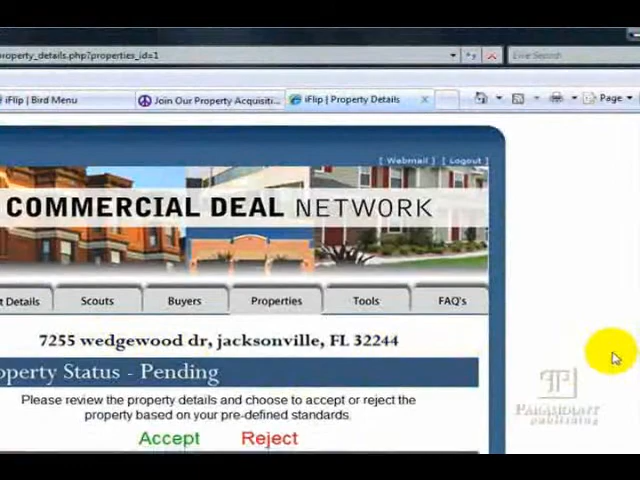 property_details.php?properties_id=1
Live Search
iFlip | Bird Menu
Join Our Property Acquisiti...
iFlip | Property Details
Page
[ Webmail ] [ Logout ]
COMMERCIAL DEAL NETWORK
t Details
Scouts
Buyers
Properties
Tools
FAQ's
7255 wedgewood dr, jacksonville, FL 32244
operty Status - Pending
Please review the property details and choose to accept or reject the
property based on your pre-defined standards.
Accept Reject
PARAMOUNT
publishing